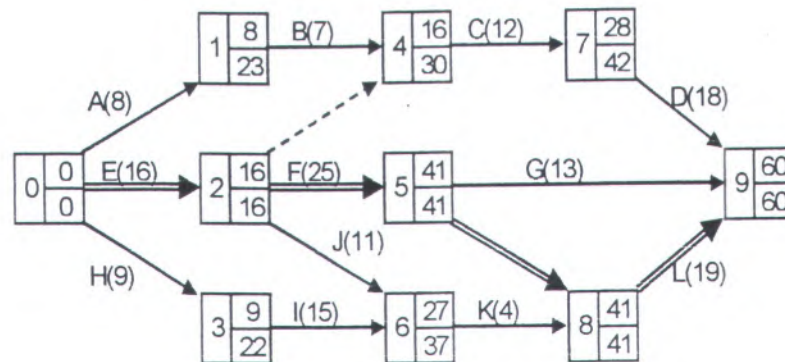 1 8 23 B(7) 4 16 30 C(12) 7 28 42
A(8) D(18)
0 0 0 E(16) 2 16 16 F(25) 5 41 41 G(13) 9 60 60
H(9) J(11) L(19)
3 9 22 I(15) 6 27 37 K(4) 8 41 41